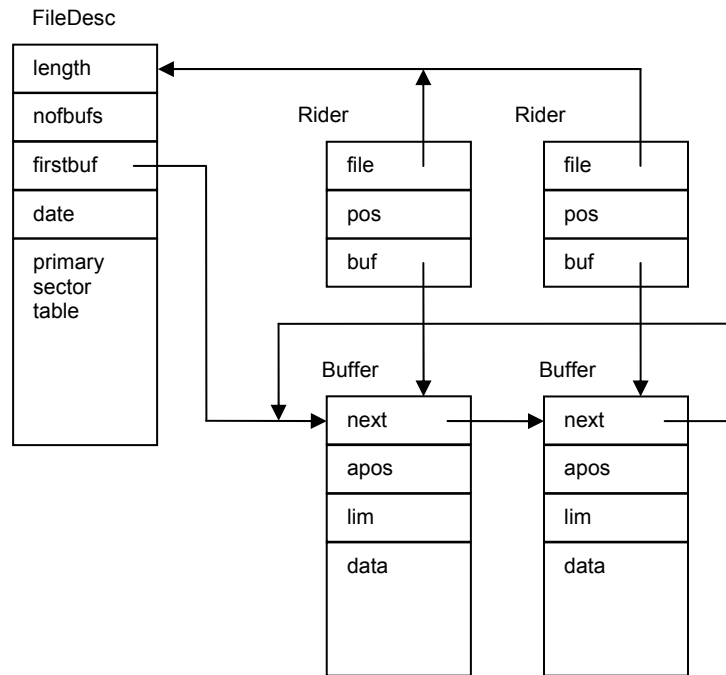 FileDesc
length
nofbufs
firstbuf
date
primary
sector
table
Rider
file
pos
buf
Rider
file
pos
buf
Buffer
next
apos
lim
data
Buffer
next
apos
lim
data